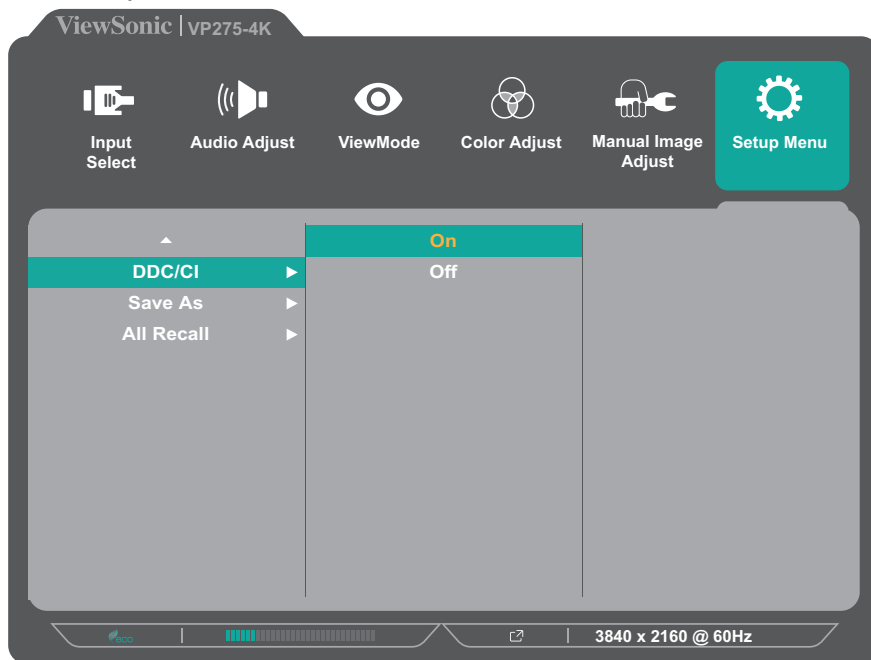 ViewSonic | VP275-4K
Input Select
Audio Adjust
ViewMode
Color Adjust
Manual Image Adjust
Setup Menu
On
DDC/CI
Off
Save As
All Recall
eco
3840 x 2160 @ 60Hz